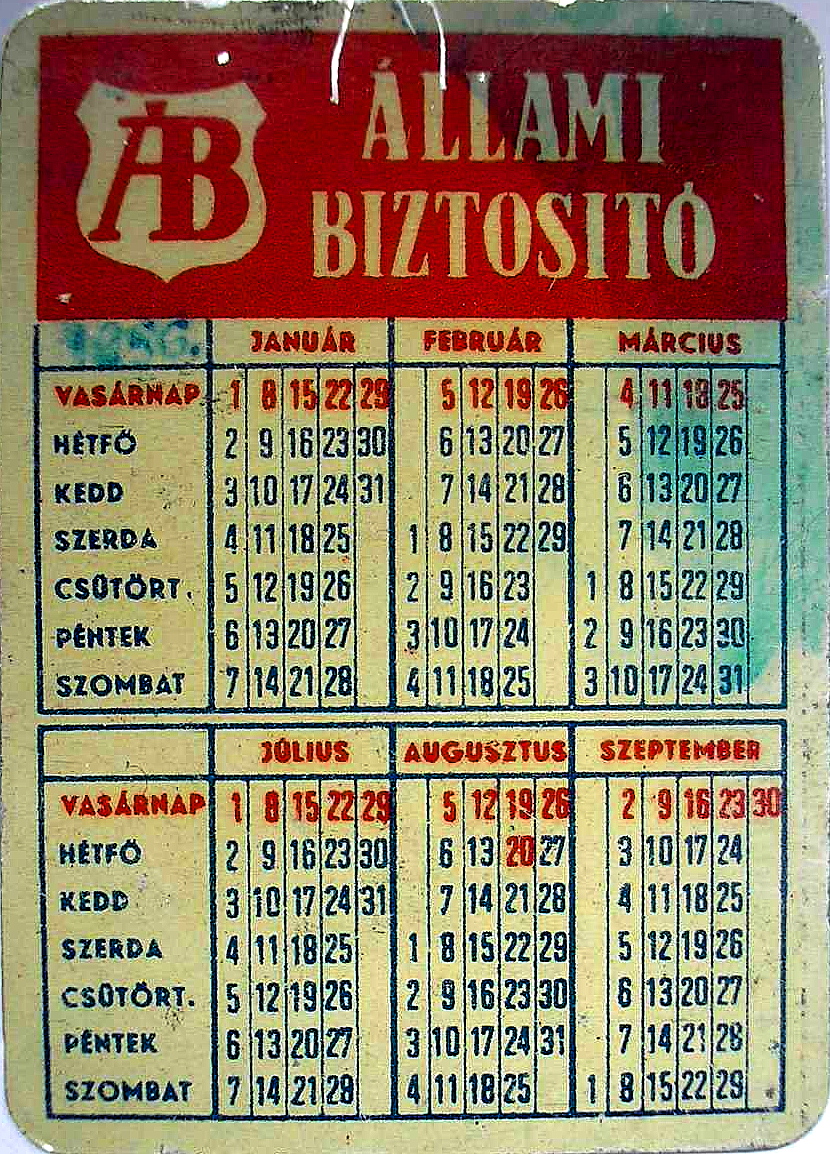 ÁB ÁLLAMI
BIZTOSITÓ
1956. JANUÁR FEBRUÁR MÁRCIUS
VASÁRNAP 1 8 15 22 29 5 12 19 26 4 11 18 25
HÉTFŐ 2 9 16 23 30 6 13 20 27 5 12 19 26
KEDD 3 10 17 24 31 7 14 21 28 6 13 20 27
SZERDA 4 11 18 25 1 8 15 22 29 7 14 21 28
CSÜTÖRT. 5 12 19 26 2 9 16 23 1 8 15 22 29
PÉNTEK 6 13 20 27 3 10 17 24 2 9 16 23 30
SZOMBAT 7 14 21 28 4 11 18 25 3 10 17 24 31
JÚLIUS AUGUSZTUS SZEPTEMBER
VASÁRNAP 1 8 15 22 29 5 12 19 26 2 9 16 23 30
HÉTFŐ 2 9 16 23 30 6 13 20 27 3 10 17 24
KEDD 3 10 17 24 31 7 14 21 28 4 11 18 25
SZERDA 4 11 18 25 1 8 15 22 29 5 12 19 26
CSÜTÖRT. 5 12 19 26 2 9 16 23 30 6 13 20 27
PÉNTEK 6 13 20 27 3 10 17 24 31 7 14 21 28
SZOMBAT 7 14 21 28 4 11 18 25 1 8 15 22 29